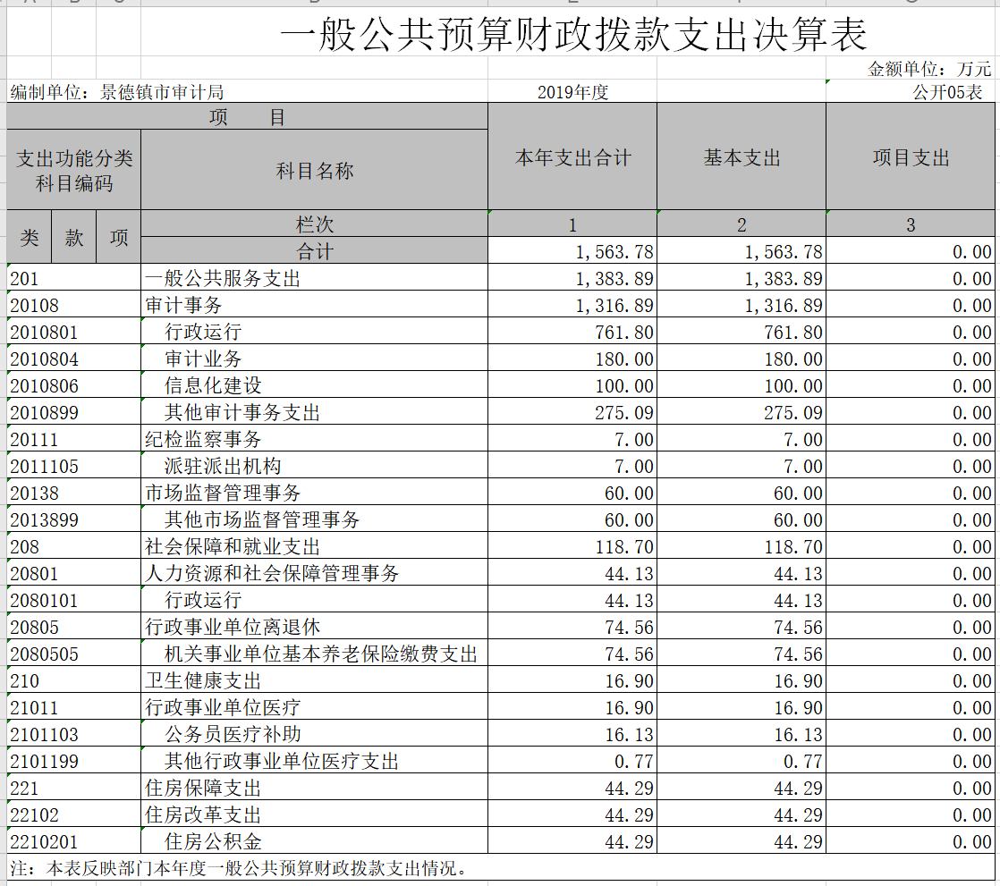 一般公共预算财政拨款支出决算表
金额单位：万元
编制单位：景德镇市审计局 2019年度 公开05表
项 目 本年支出合计 基本支出 项目支出
支出功能分类科目编码 科目名称
类 款 项 栏次 1 2 3
合计 1,563.78 1,563.78 0.00
201 一般公共服务支出 1,383.89 1,383.89 0.00
20108 审计事务 1,316.89 1,316.89 0.00
2010801 行政运行 761.80 761.80 0.00
2010804 审计业务 180.00 180.00 0.00
2010806 信息化建设 100.00 100.00 0.00
2010899 其他审计事务支出 275.09 275.09 0.00
20111 纪检监察事务 7.00 7.00 0.00
2011105 派驻派出机构 7.00 7.00 0.00
20138 市场监督管理事务 60.00 60.00 0.00
2013899 其他市场监督管理事务 60.00 60.00 0.00
208 社会保障和就业支出 118.70 118.70 0.00
20801 人力资源和社会保障管理事务 44.13 44.13 0.00
2080101 行政运行 44.13 44.13 0.00
20805 行政事业单位离退休 74.56 74.56 0.00
2080505 机关事业单位基本养老保险缴费支出 74.56 74.56 0.00
210 卫生健康支出 16.90 16.90 0.00
21011 行政事业单位医疗 16.90 16.90 0.00
2101103 公务员医疗补助 16.13 16.13 0.00
2101199 其他行政事业单位医疗支出 0.77 0.77 0.00
221 住房保障支出 44.29 44.29 0.00
22102 住房改革支出 44.29 44.29 0.00
2210201 住房公积金 44.29 44.29 0.00
注：本表反映部门本年度一般公共预算财政拨款支出情况。